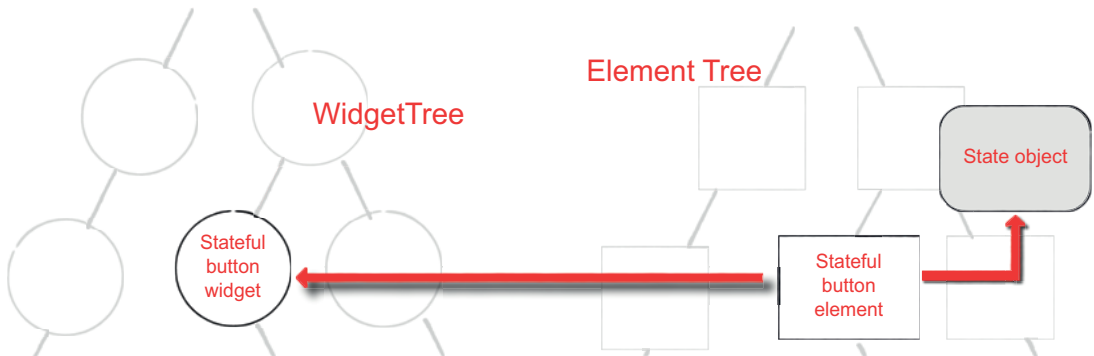 Element Tree
WidgetTree
State object
Stateful
button
widget
Stateful
button
element